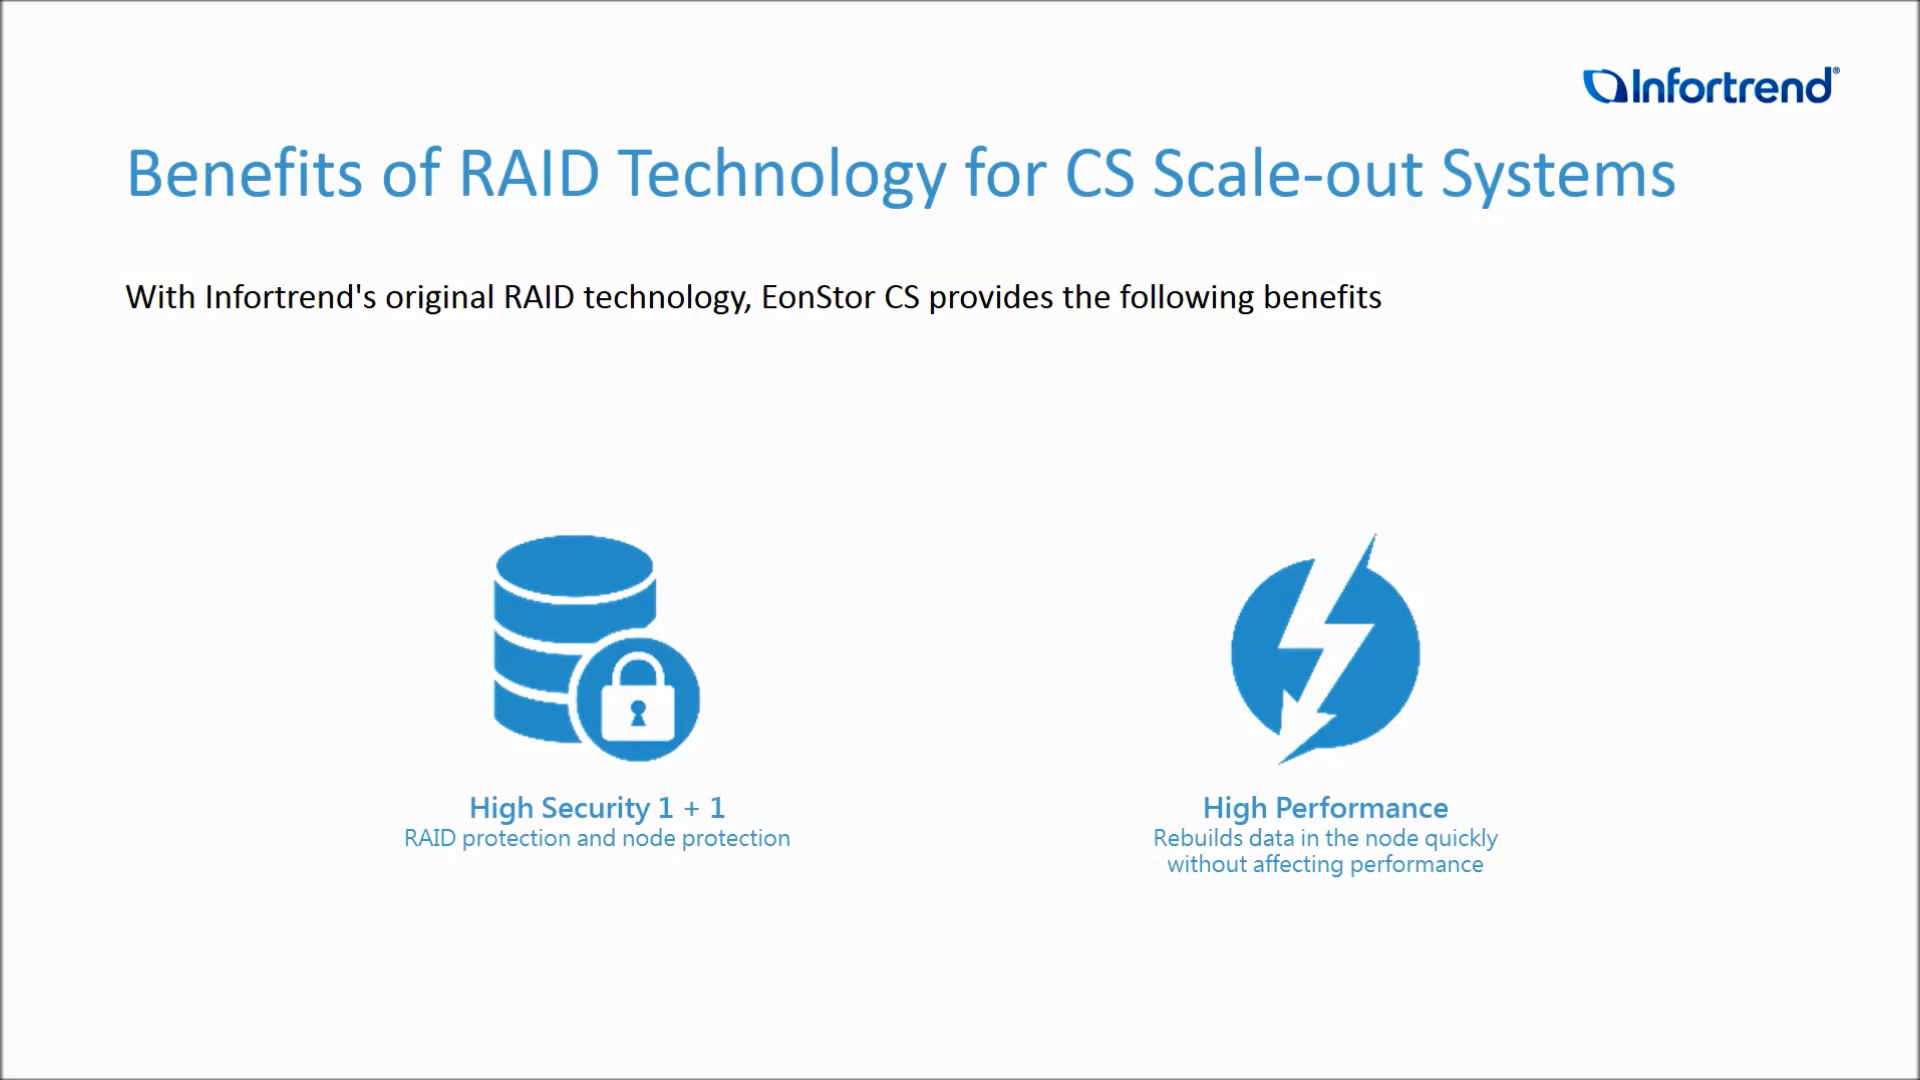 Infortrend®
Benefits of RAID Technology for CS Scale-out Systems
With Infortrend's original RAID technology, EonStor CS provides the following benefits
High Security 1 + 1
RAID protection and node protection
High Performance
Rebuilds data in the node quickly
without affecting performance